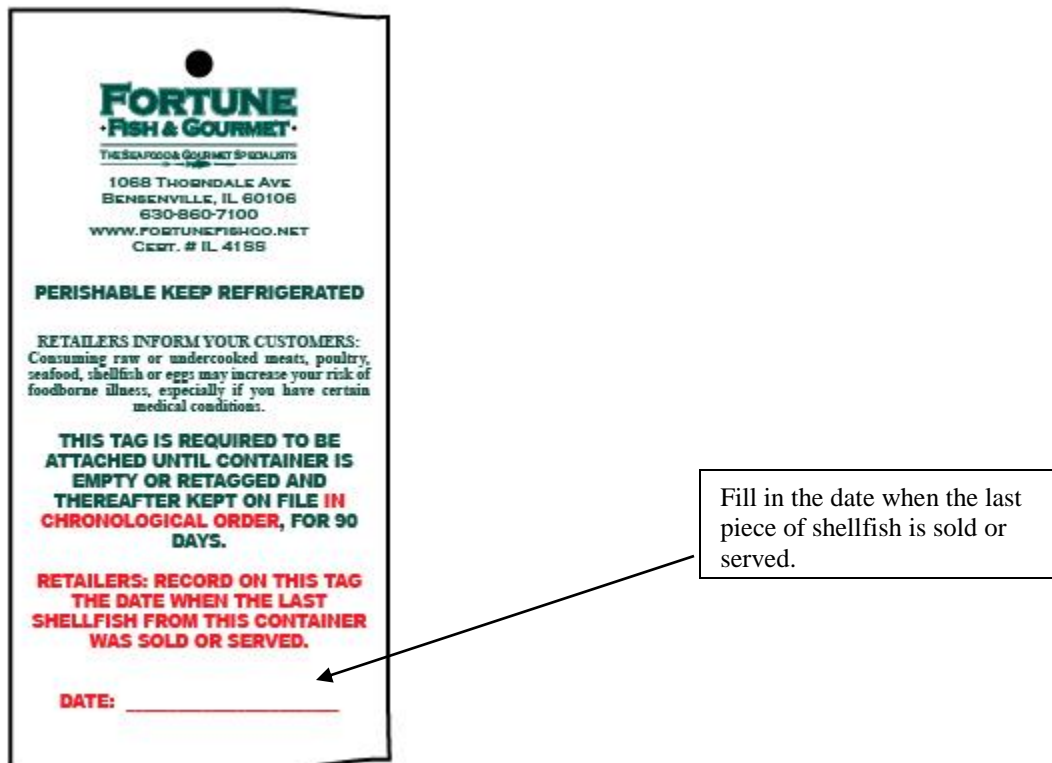 FORTUNE
·FISH & GOURMET·
THE SEAFOOD & GOURMET SPECIALISTS
1068 THORNDALE AVE
BENSENVILLE, IL 60106
630-860-7100
WWW.FORTUNEFISHCO.NET
CERT. # IL 41SS
PERISHABLE KEEP REFRIGERATED
RETAILERS INFORM YOUR CUSTOMERS:
Consuming raw or undercooked meats, poultry,
seafood, shellfish or eggs may increase your risk of
foodborne illness, especially if you have certain
medical conditions.
THIS TAG IS REQUIRED TO BE
ATTACHED UNTIL CONTAINER IS
EMPTY OR RETAGGED AND
THEREAFTER KEPT ON FILE IN
CHRONOLOGICAL ORDER, FOR 90
DAYS.
RETAILERS: RECORD ON THIS TAG
THE DATE WHEN THE LAST
SHELLFISH FROM THIS CONTAINER
WAS SOLD OR SERVED.
DATE: ____________________
Fill in the date when the last
piece of shellfish is sold or
served.